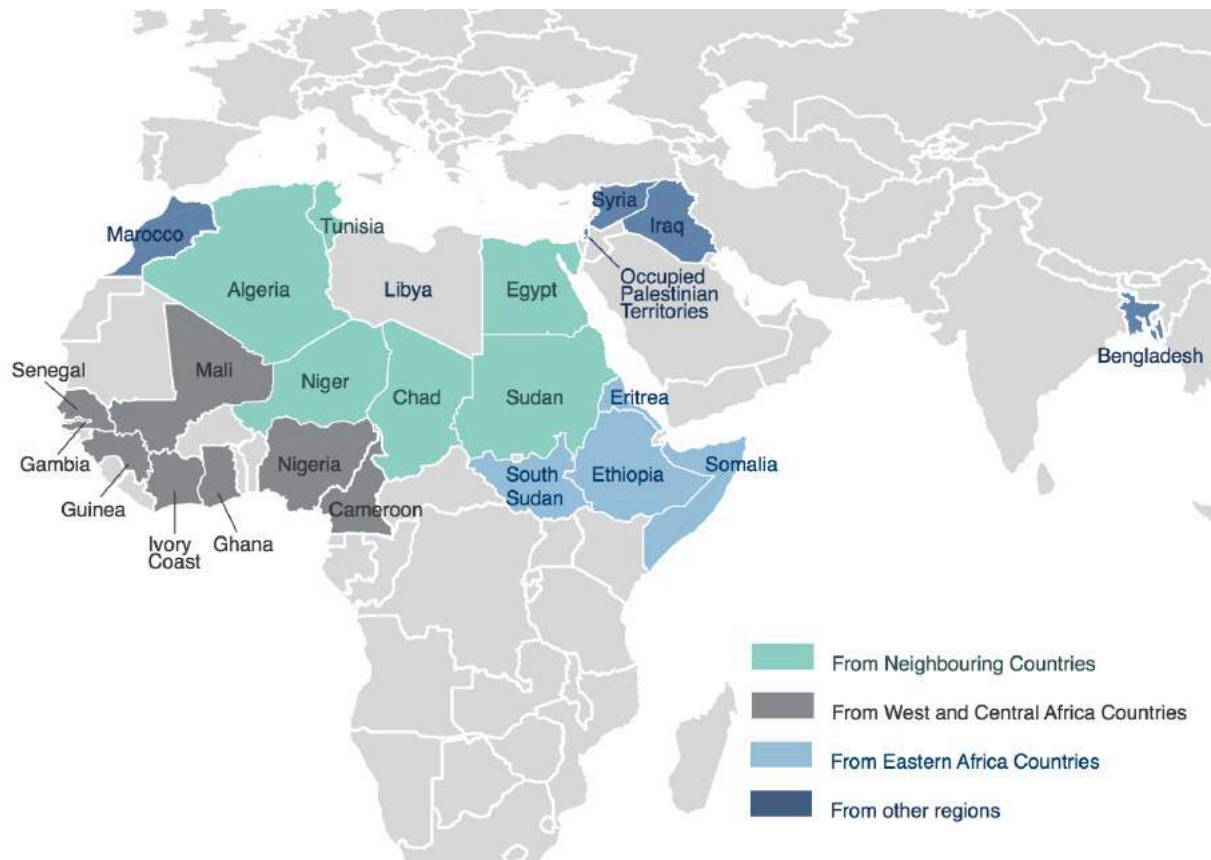 Marocco
Tunisia
Algeria
Libya
Egypt
Syria
Iraq
Occupied
Palestinian
Territories
Bengladesh
Senegal
Mali
Niger
Chad
Sudan
Eritrea
Gambia
Guinea
Ivory
Coast
Ghana
Nigeria
Cameroon
South
Sudan
Ethiopia
Somalia
From Neighbouring Countries
From West and Central Africa Countries
From Eastern Africa Countries
From other regions